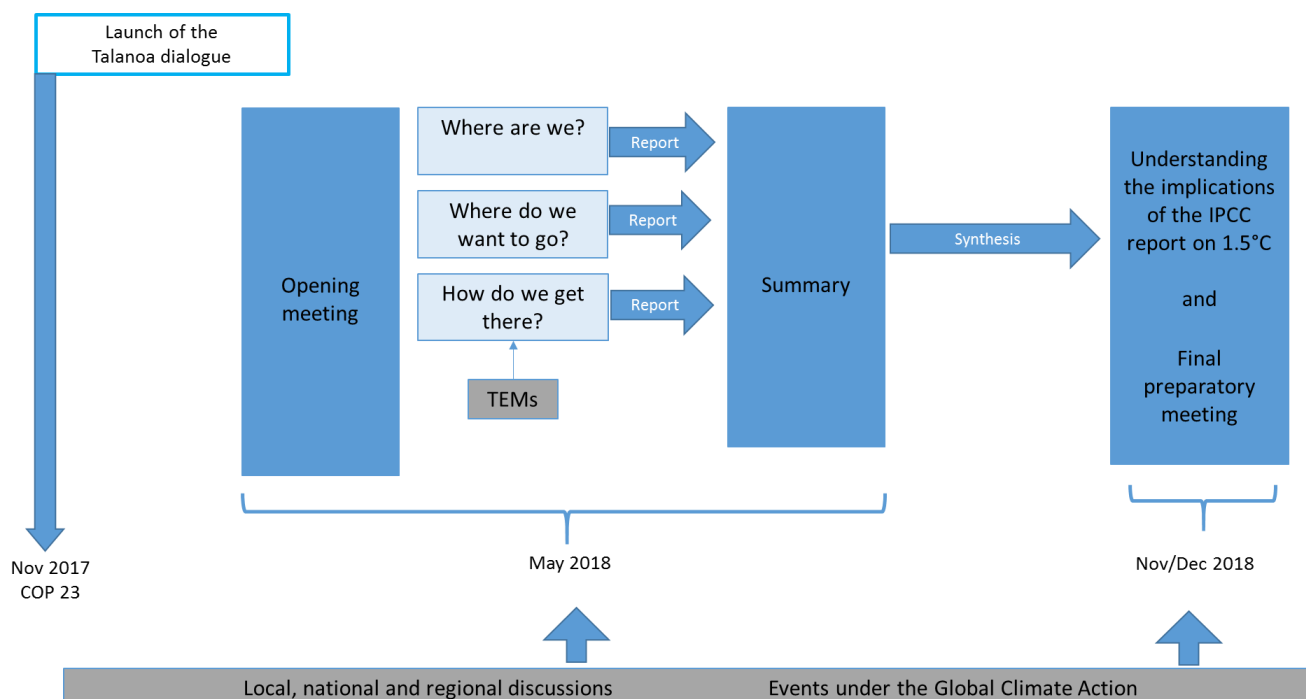 Launch of the
Talanoa dialogue
Opening
meeting
Where are we?
Report
Where do we
want to go?
Report
How do we get
there?
Report
TEMs
Summary
Synthesis
Understanding
the implications
of the IPCC
report on 1.5°C
and
Final
preparatory
meeting
Nov 2017
COP 23
May 2018
Nov/Dec 2018
Local, national and regional discussions
Events under the Global Climate Action